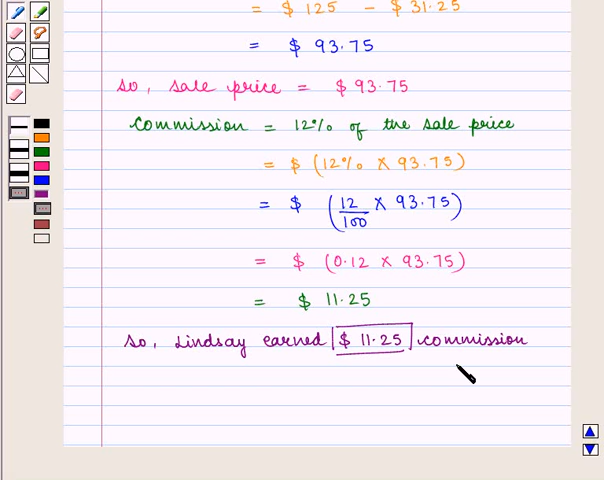 = $ 125 - $ 31.25
= $ 93.75
So, sale price = $ 93.75
Commission = 12% of the sale price
= $ (12% × 93.75)
= $ (12/100 × 93.75)
= $ (0.12 × 93.75)
= $ 11.25
So, Lindsay earned $ 11.25 commission